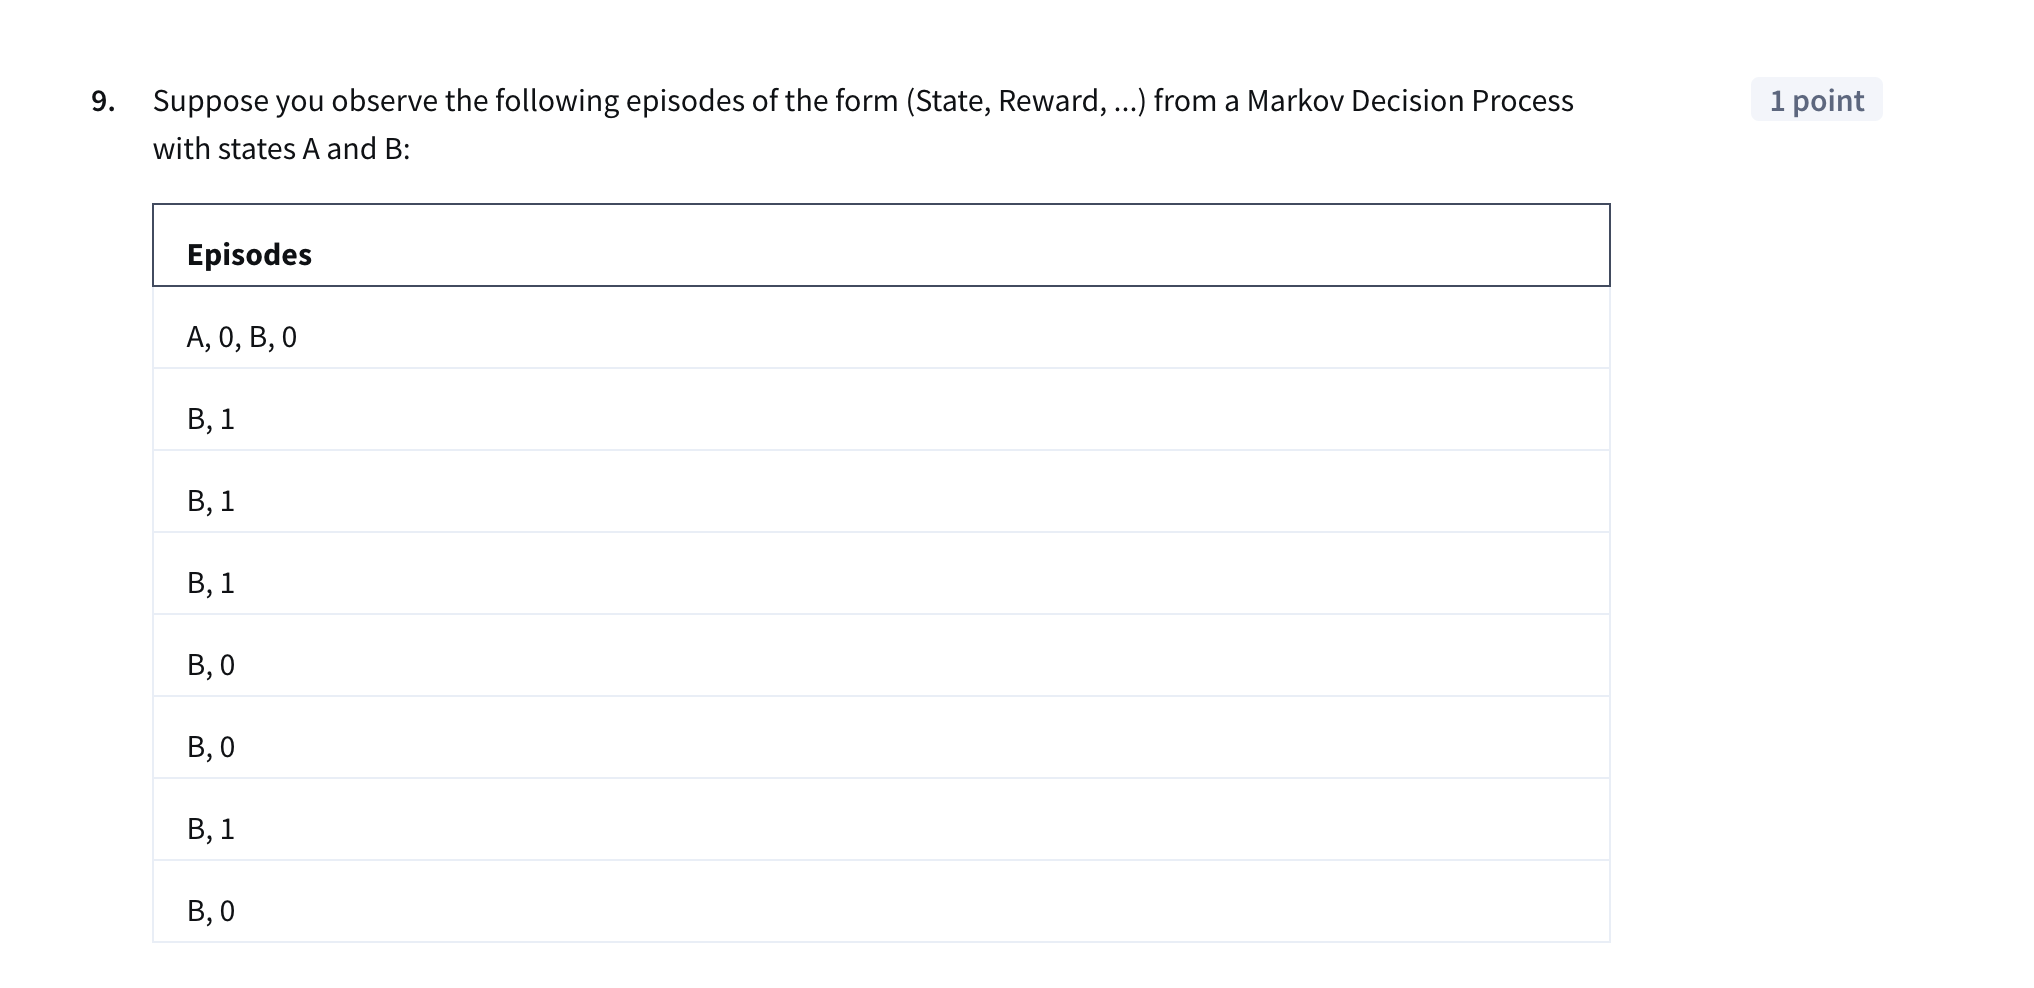 9. Suppose you observe the following episodes of the form (State, Reward, ...) from a Markov Decision Process 1 point
with states A and B:
Episodes
A, 0, B, 0
B, 1
B, 1
B, 1
B, 0
B, 0
B, 1
B, 0